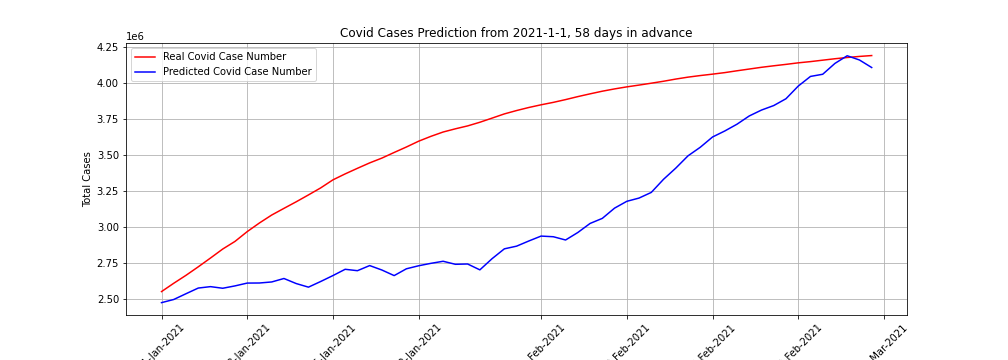 Covid Cases Prediction from 2021-1-1, 58 days in advance
1e6
Real Covid Case Number
Predicted Covid Case Number
4.25
4.00
3.75
3.50
3.25
3.00
2.75
2.50
Total Cases
-Jan-2021
-Jan-2021
-Jan-2021
-Jan-2021
Feb-2021
-Feb-2021
-Feb-2021
-Feb-2021
Mar-2021